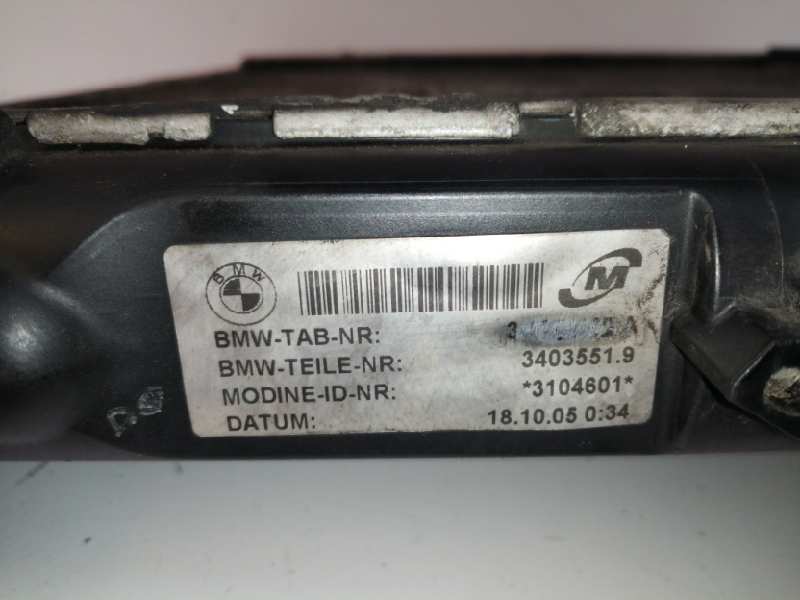 BMW
M
BMW-TAB-NR:
BMW-TEILE-NR: 3403551.9
MODINE-ID-NR: *3104601*
DATUM: 18.10.05 0:34